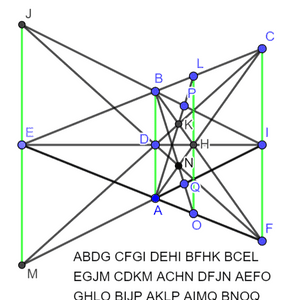 J
C
L
B
P
K
E
D
H
I
N
Q
A
O
F
M
ABDG CFGI DEHI BFHK BCEL
EGJM CDKM ACHN DFJN AEFO
GHLO BIJP AKLP AIMQ BNOQ